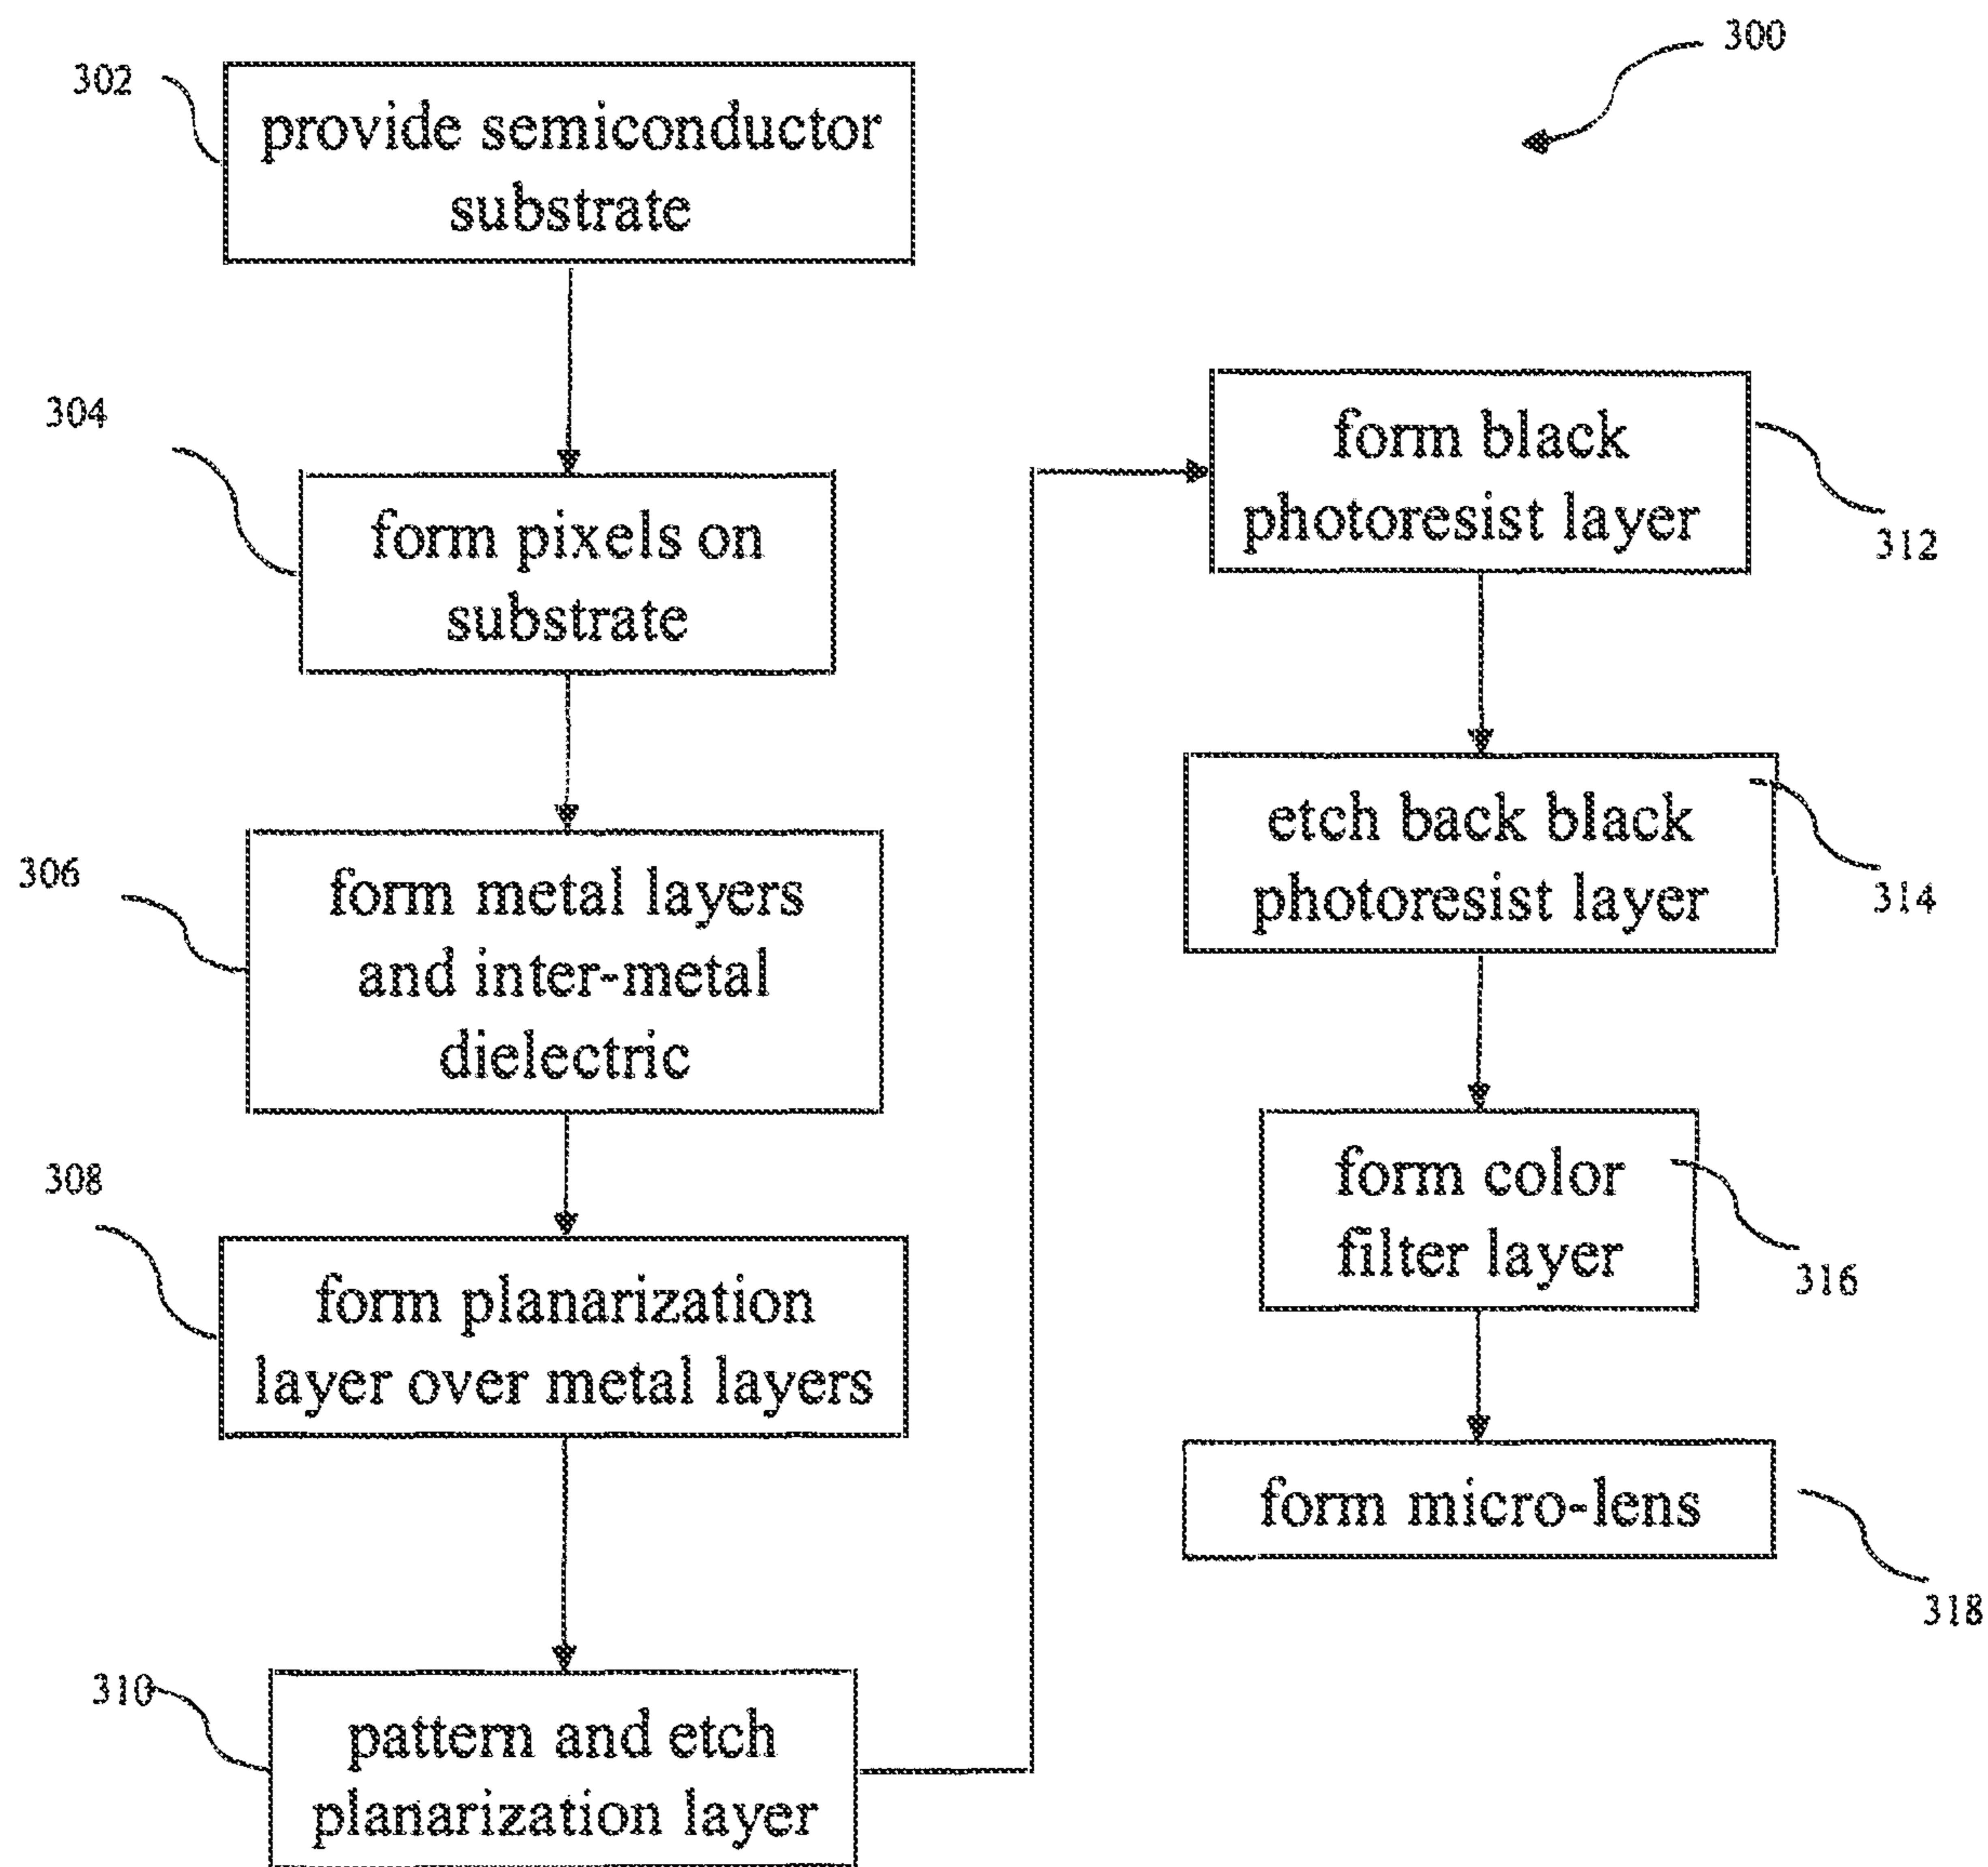 300
302
provide semiconductor
substrate
304
form pixels on
substrate
306
form metal layers
and inter-metal
dielectric
308
form planarization
layer over metal layers
310
pattern and etch
planarization layer
form black
photoresist layer
312
etch back black
photoresist layer
314
form color
filter layer
316
form micro-lens
318